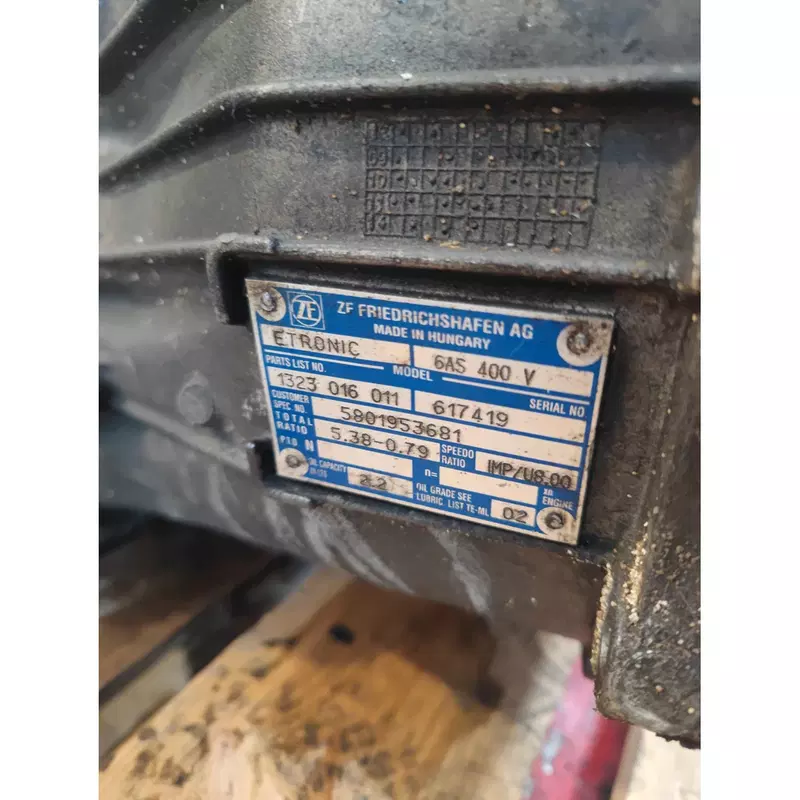 ZF
ZF FRIEDRICHSHAFEN AG
MADE IN HUNGARY
ETRONIC 6AS 400 V
PARTS LIST NO. MODEL SERIAL NO
1323 016 011 617419
CUSTOMER SPEC NO. 5801953681
TOTAL RATIO 5.38-0.79 SPEEDO RATIO IMP/U8.00
P.T.O N n= xn ENGINE
OIL CAPACITY OIL GRADE SEE
LUBRIC. LIST TE-ML 02